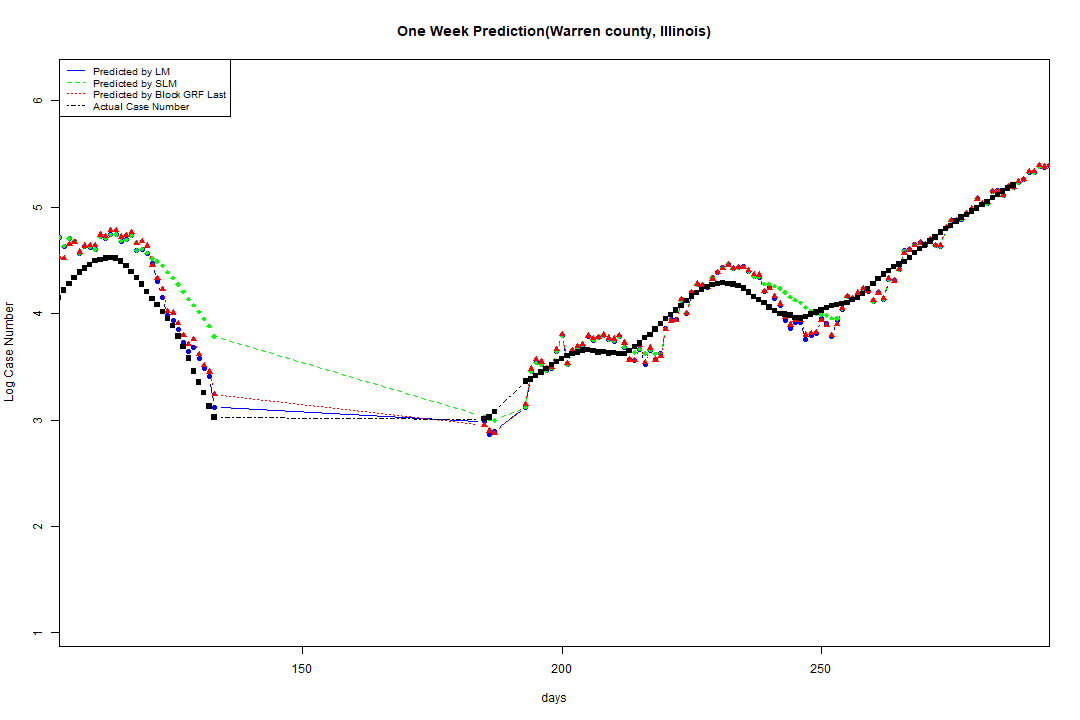 One Week Prediction(Warren county, Illinois)
Predicted by LM
Predicted by SLM
Predicted by Block GRF Last
Actual Case Number
6
5
4
3
2
1
Log Case Number
150 200 250
days